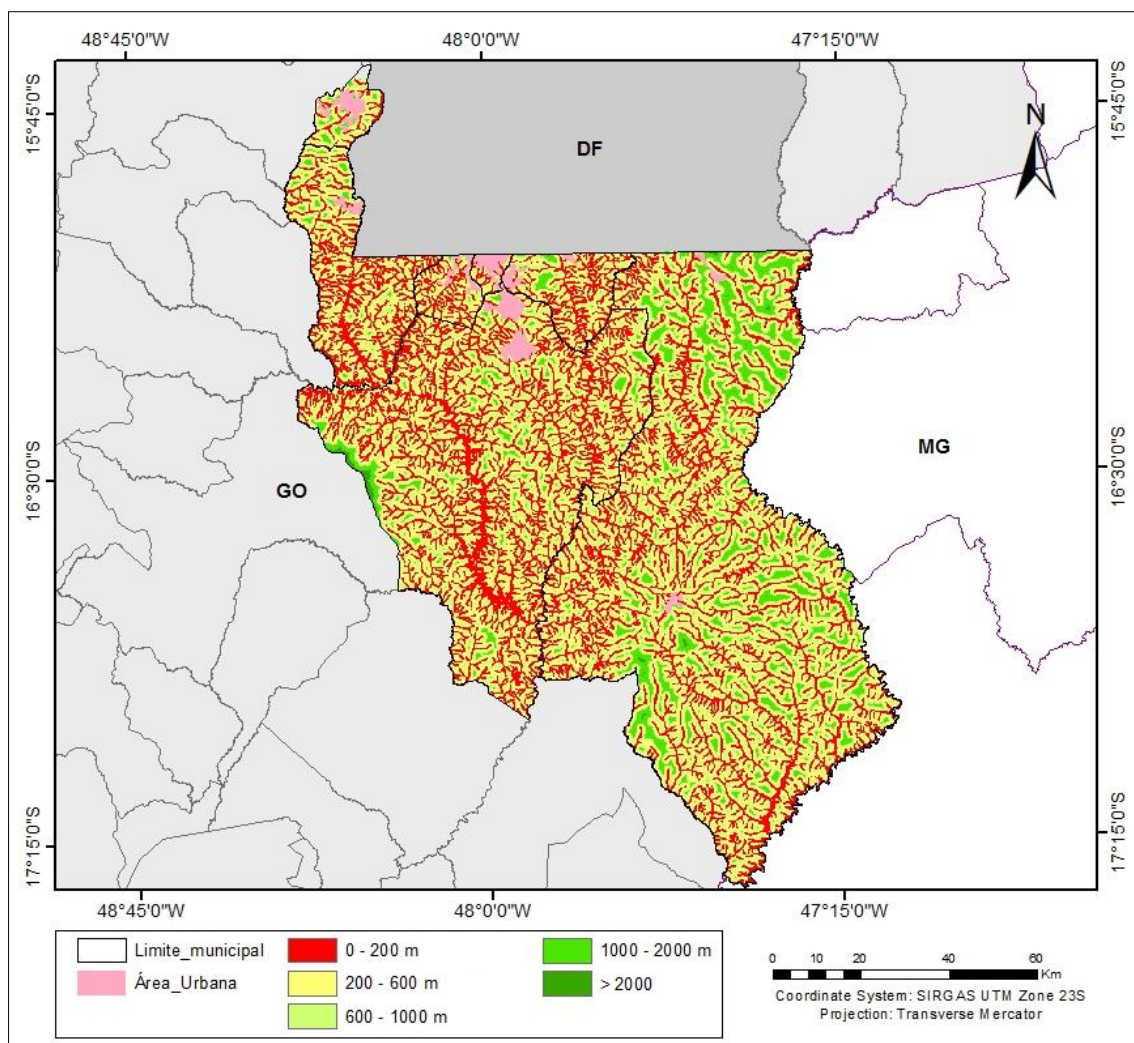 48°45'0"W 48°0'0"W 47°15'0"W
15°45'0"S 15°45'0"S
N
DF
MG
16°30'0"S 16°30'0"S
GO
17°15'0"S 17°15'0"S
48°45'0"W 48°0'0"W 47°15'0"W
Limite_municipal 0 - 200 m 1000 - 2000 m
Área_Urbana 200 - 600 m > 2000
600 - 1000 m
0 10 20 40 60
Km
Coordinate System: SIRGAS UTM Zone 23S
Projection: Transverse Mercator